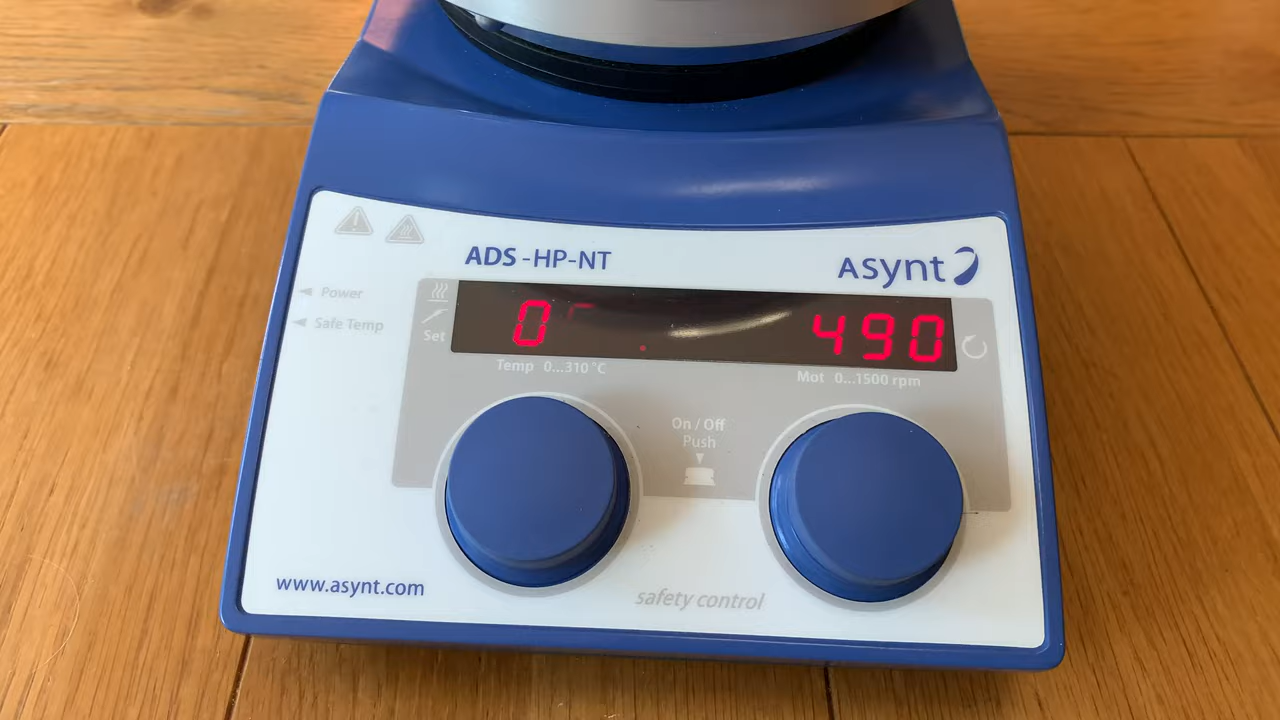 ADS-HP-NT
Asynt
Power
Safe Temp
Set
0
490
Temp 0...310 °C
Mot 0...1500 rpm
On / Off
Push
www.asynt.com
safety control